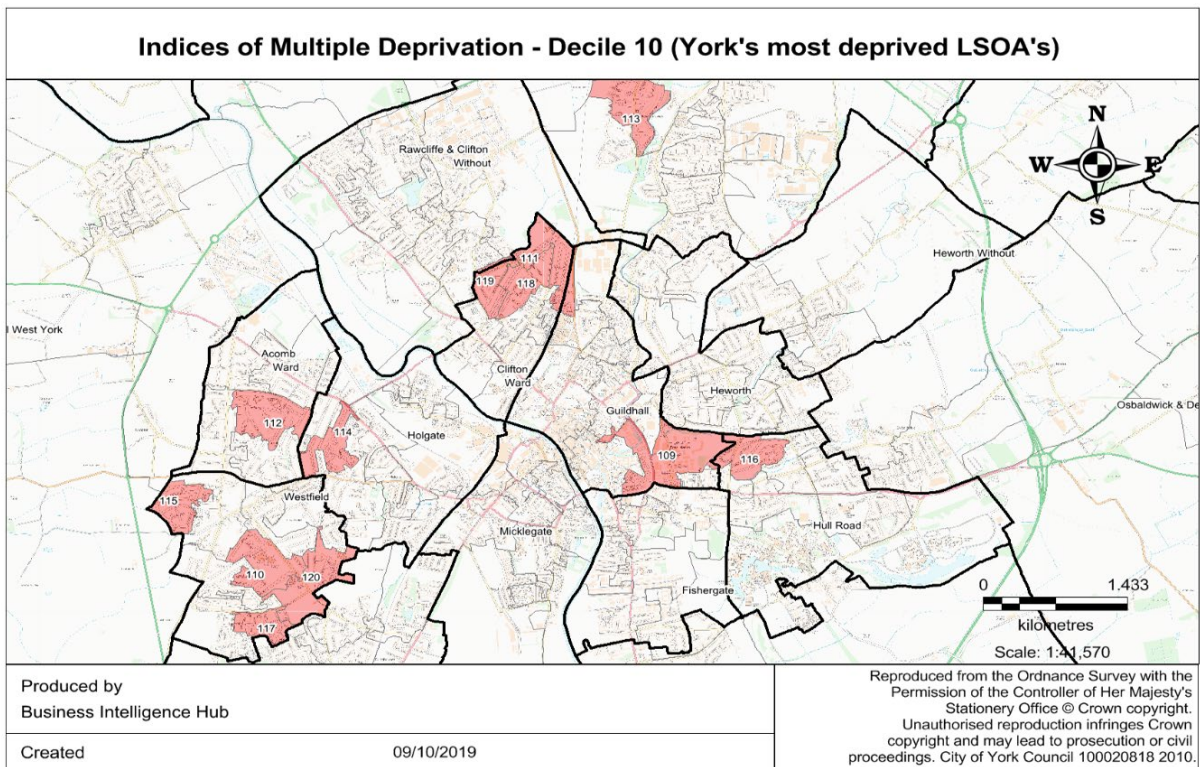 Indices of Multiple Deprivation - Decile 10 (York's most deprived LSOA's)
113
N
Rawcliffe & Clifton
Without
W
E
S
111
119
118
Heworth Without
l West York
Acomb
Ward
Clifton
Ward
Heworth
Osbaldwick & De
Guildhall
112
114
Holgate
109
116
115
Westfield
Micklegate
Hull Road
110
120
Fishergate
0
1.433
117
kilometres
Scale: 1:41,570
Produced by
Business Intelligence Hub
Created
09/10/2019
Reproduced from the Ordnance Survey with the
Permission of the Controller of Her Majesty's
Stationery Office © Crown copyright.
Unauthorised reproduction infringes Crown
copyright and may lead to prosecution or civil
proceedings. City of York Council 100020818 2010